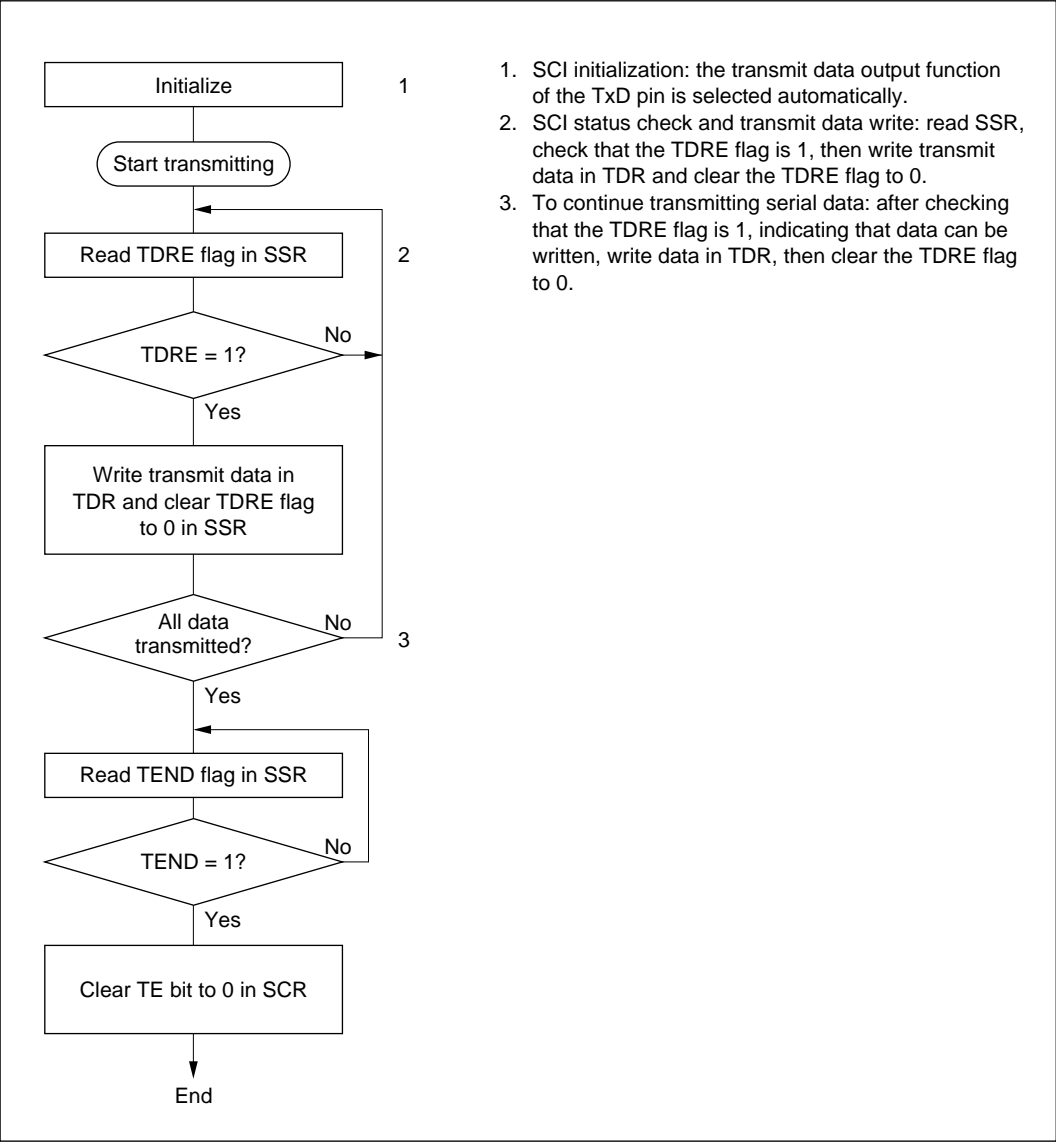 Initialize
1
Start transmitting
Read TDRE flag in SSR
2
TDRE = 1?
No
Yes
Write transmit data in
TDR and clear TDRE flag
to 0 in SSR
All data
transmitted?
No
3
Yes
Read TEND flag in SSR
TEND = 1?
No
Yes
Clear TE bit to 0 in SCR
End
1. SCI initialization: the transmit data output function
of the TxD pin is selected automatically.
2. SCI status check and transmit data write: read SSR,
check that the TDRE flag is 1, then write transmit
data in TDR and clear the TDRE flag to 0.
3. To continue transmitting serial data: after checking
that the TDRE flag is 1, indicating that data can be
written, write data in TDR, then clear the TDRE flag
to 0.